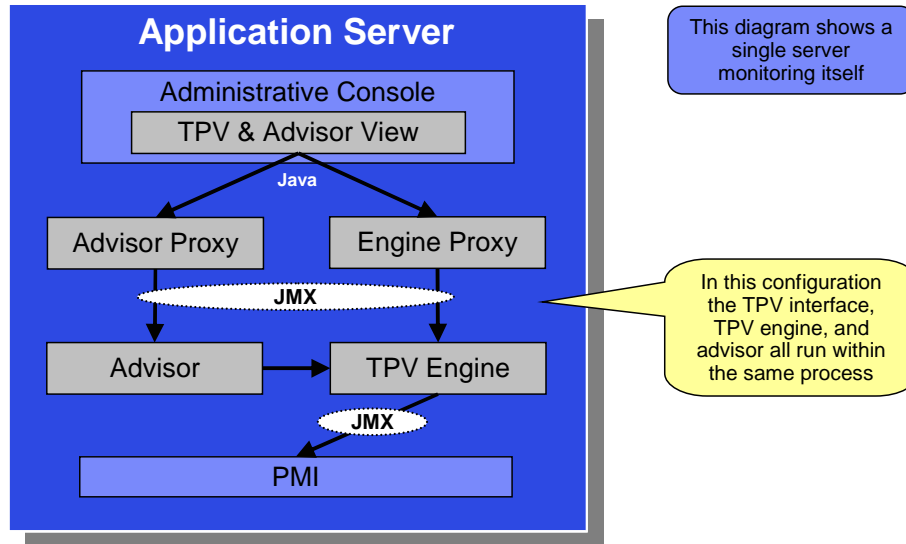 Application Server
This diagram shows a
single server
monitoring itself
Administrative Console
TPV & Advisor View
Java
Advisor Proxy
Engine Proxy
JMX
In this configuration
the TPV interface,
TPV engine, and
advisor all run within
the same process
Advisor
TPV Engine
JMX
PMI